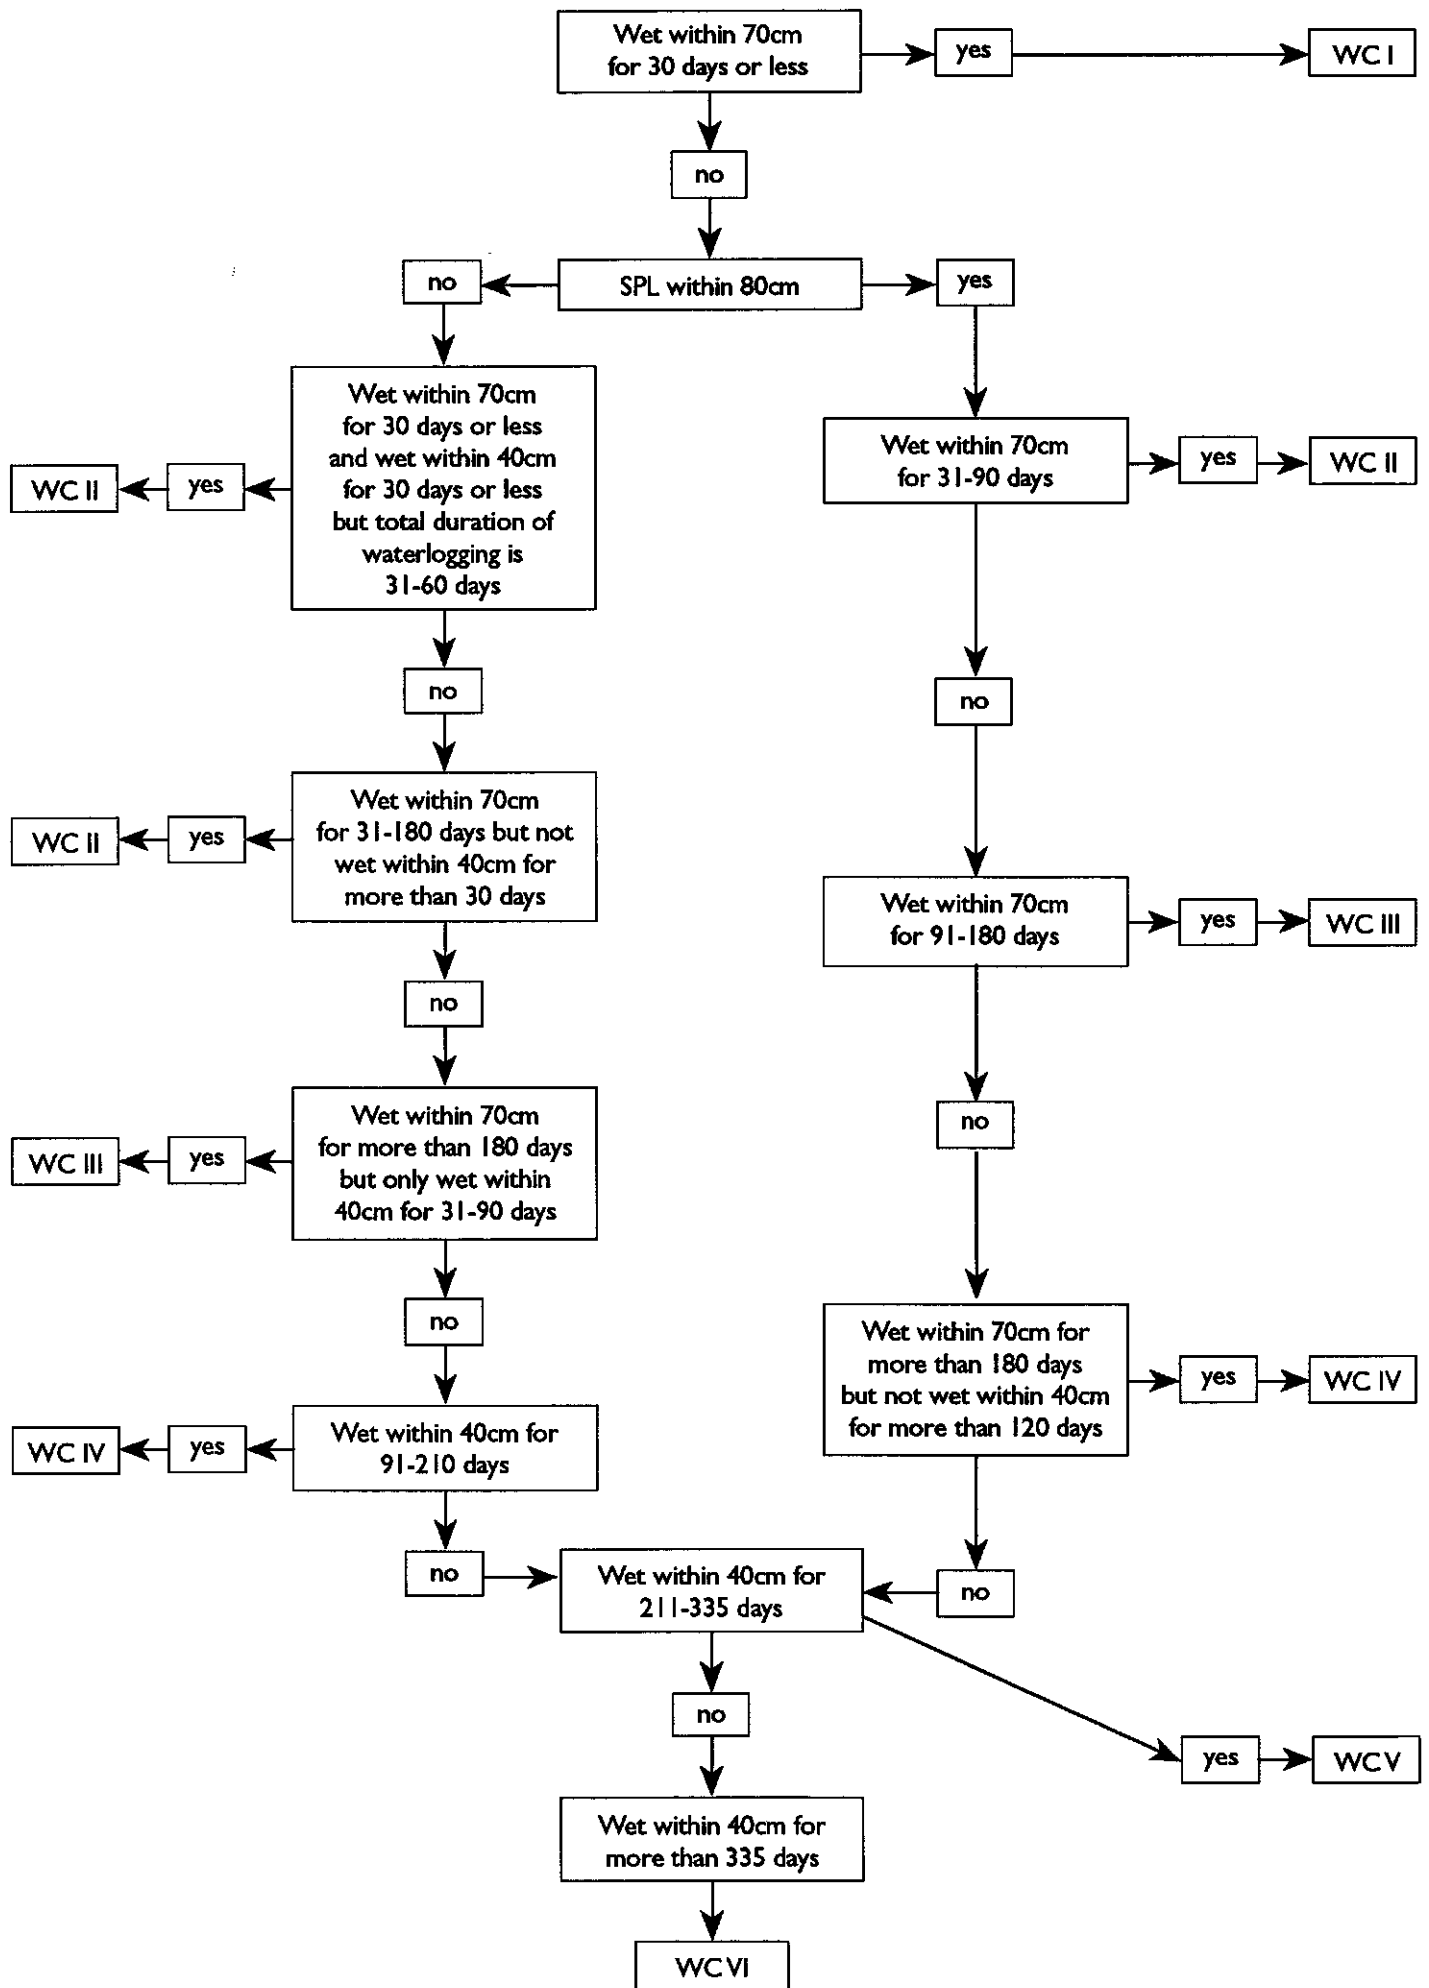 Wet within 70cm
for 30 days or less
yes
WC I
no
SPL within 80cm
no
yes
Wet within 70cm
for 30 days or less
and wet within 40cm
for 30 days or less
but total duration of
waterlogging is
31-60 days
yes
WC II
Wet within 70cm
for 31-90 days
yes
WC II
no
no
Wet within 70cm
for 31-180 days but not
wet within 40cm for
more than 30 days
yes
WC II
Wet within 70cm
for 91-180 days
yes
WC III
no
no
Wet within 70cm
for more than 180 days
but only wet within
40cm for 31-90 days
yes
WC III
no
Wet within 70cm for
more than 180 days
but not wet within 40cm
for more than 120 days
yes
WC IV
Wet within 40cm for
91-210 days
yes
WC IV
no
no
Wet within 40cm for
211-335 days
no
yes
WC V
Wet within 40cm for
more than 335 days
WC VI